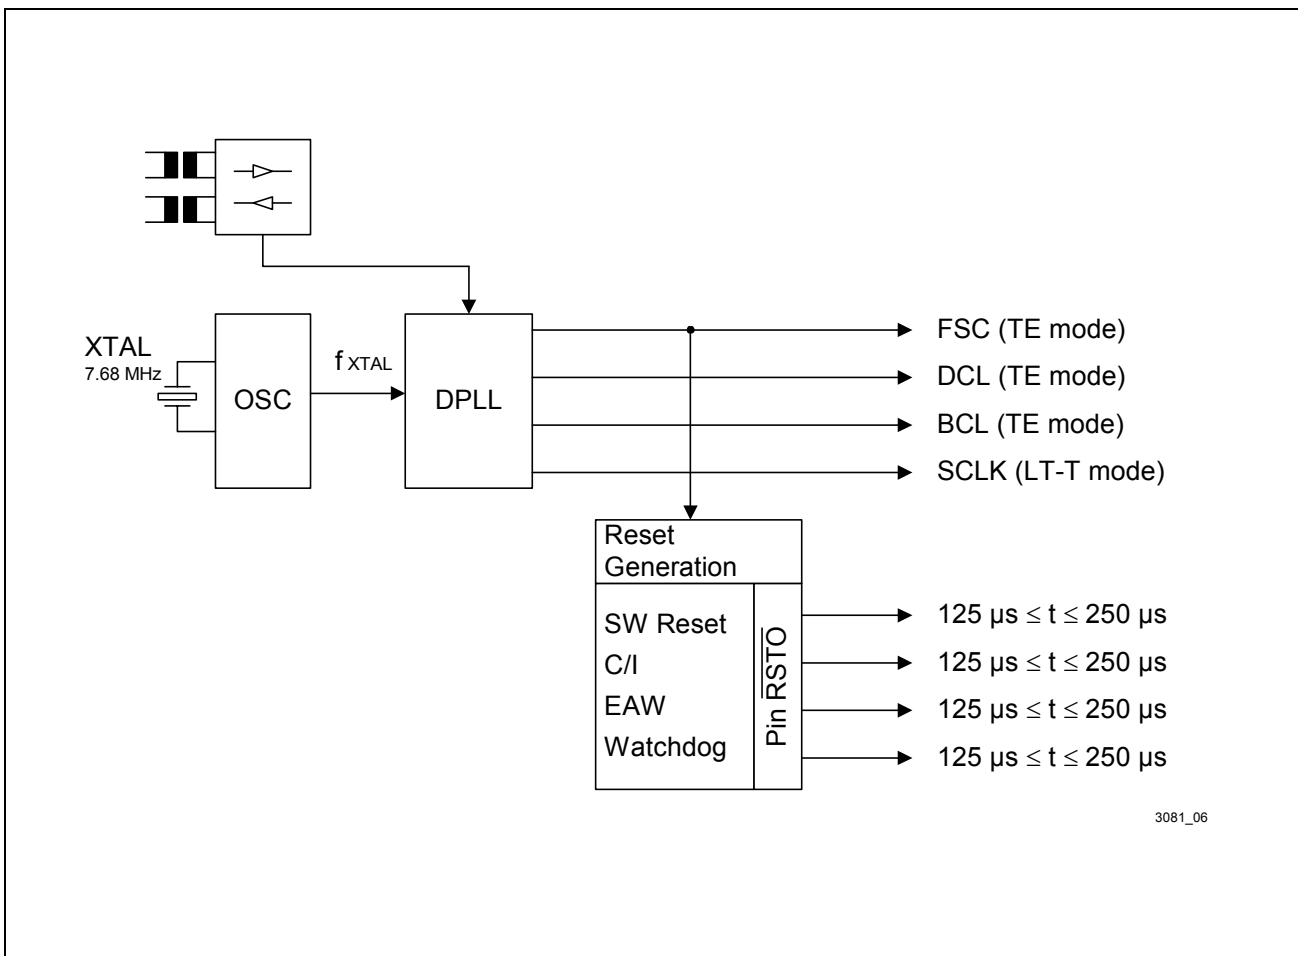 XTAL
7.68 MHz
OSC
f XTAL
DPLL
FSC (TE mode)
DCL (TE mode)
BCL (TE mode)
SCLK (LT-T mode)
Reset
Generation
SW Reset
C/I
EAW
Watchdog
Pin R̅S̅T̅O̅
125 µs ≤ t ≤ 250 µs
125 µs ≤ t ≤ 250 µs
125 µs ≤ t ≤ 250 µs
125 µs ≤ t ≤ 250 µs
3081_06